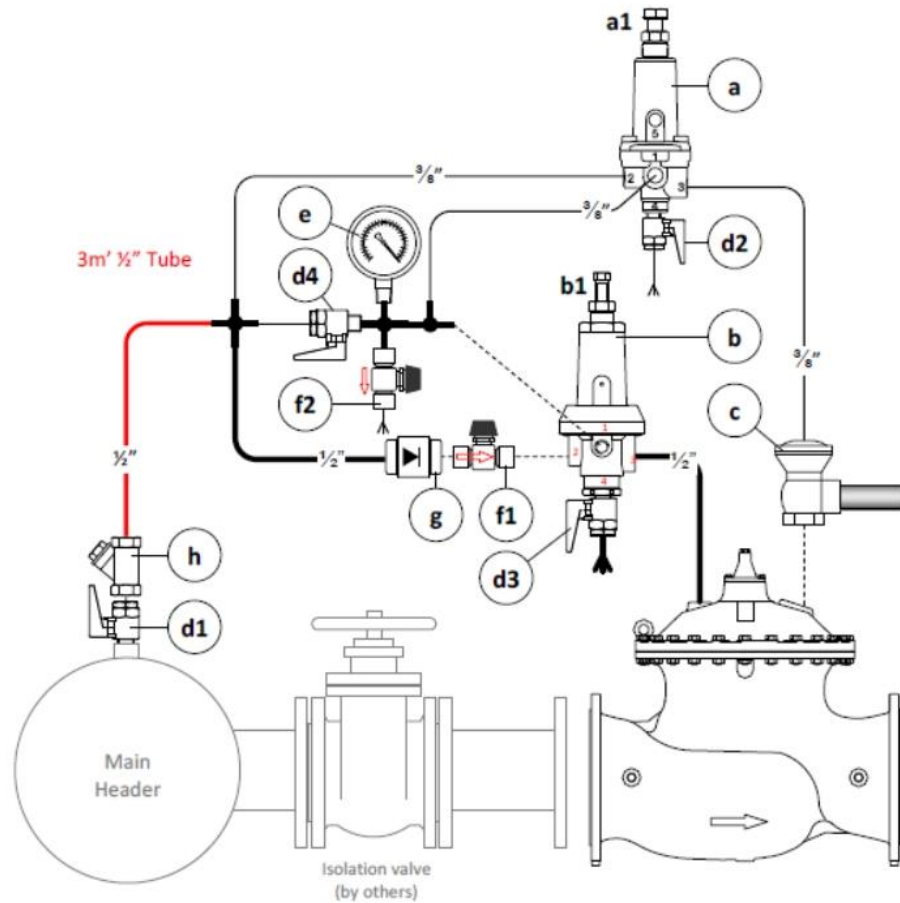 a1
a
5
1
2
3
4
3/8"
3/8"
e
d2
3m' ½" Tube
d4
b1
b
3/8"
f2
c
½"
1/2"
1
2
3
4
1/2"
g
f1
h
d3
d1
Main
Header
Isolation valve
(by others)